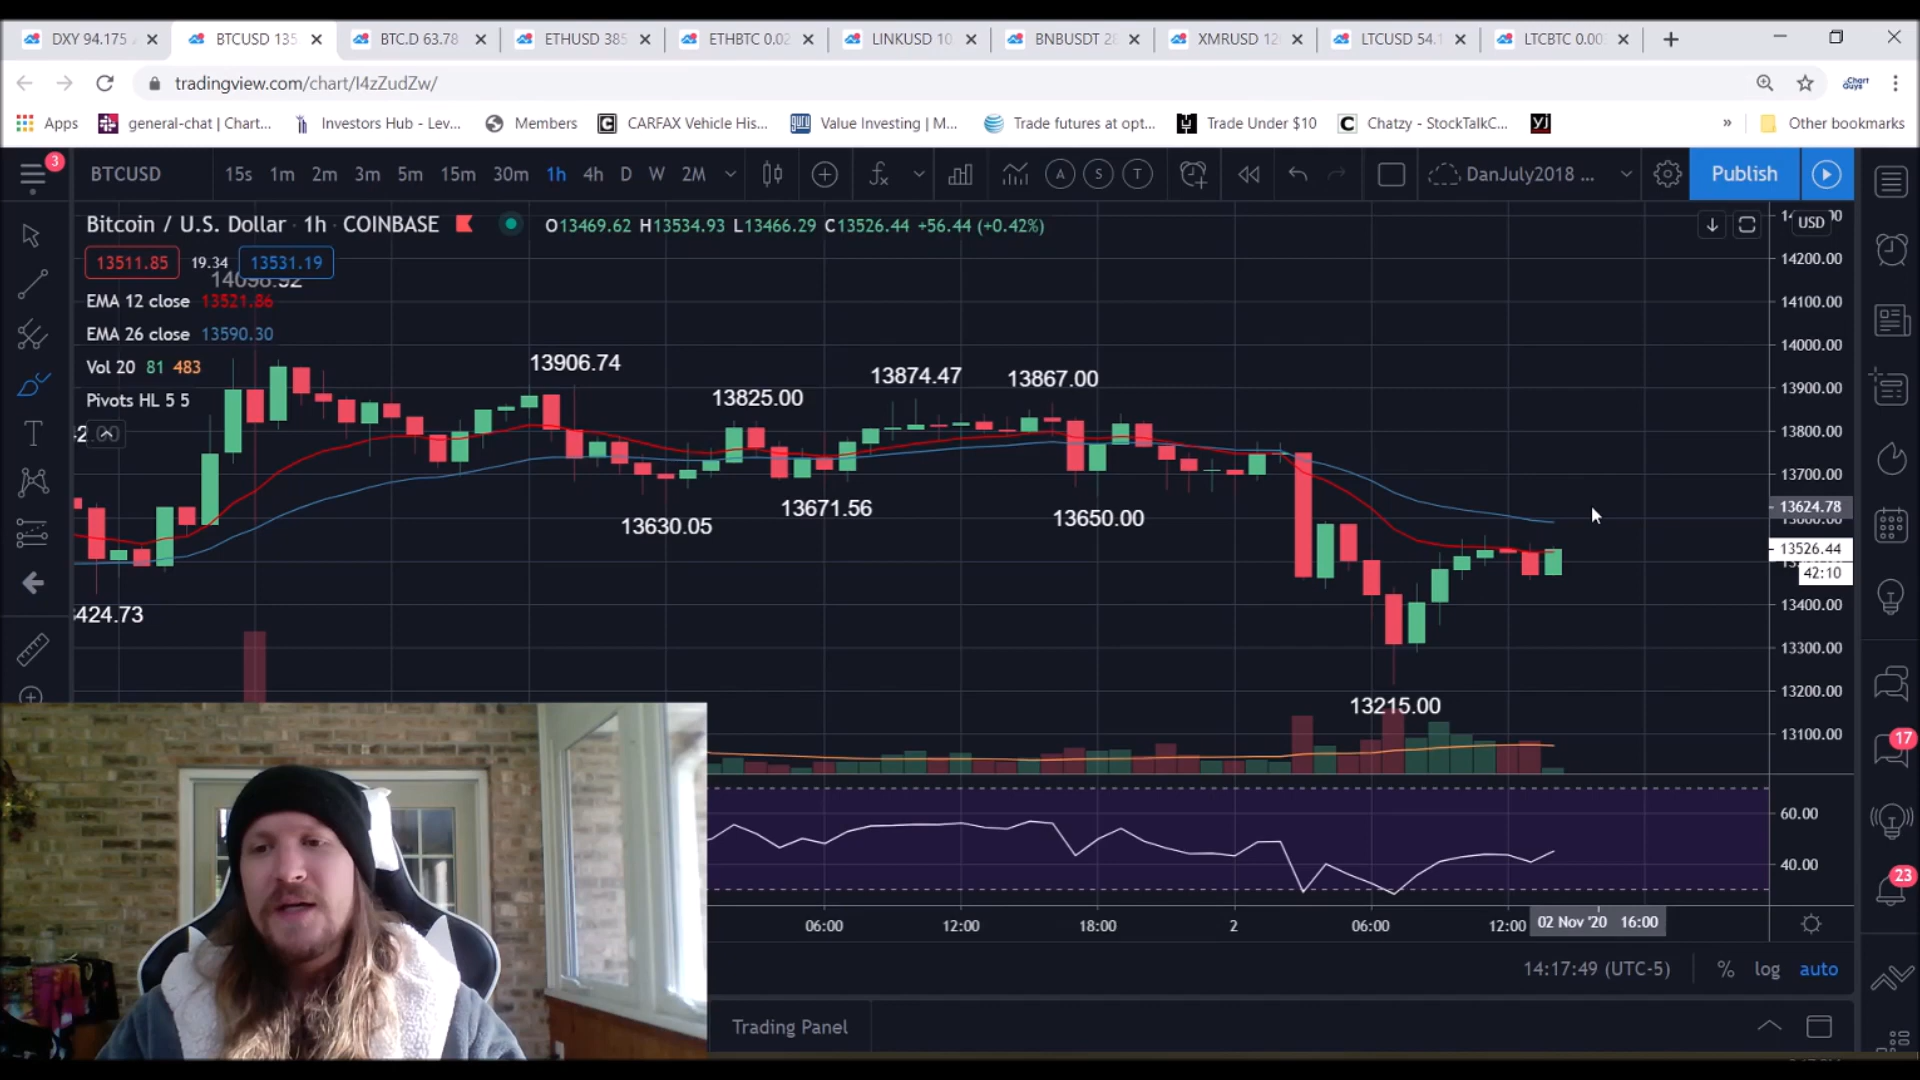 DXY 94.175
BTCUSD 135
BTC.D 63.78
ETHUSD 385
ETHBTC 0.02
LINKUSD 10.
BNBUSDT 28
XMRUSD 12
LTCUSD 54.1
LTCBTC 0.00
tradingview.com/chart/I4zZudZw/
Chart Guys
Apps
general-chat | Chart...
Investors Hub - Lev...
Members
CARFAX Vehicle His...
Value Investing | M...
Trade futures at opt...
Trade Under $10
Chatzy - StockTalkC...
»
Other bookmarks
3
BTCUSD
15s 1m 2m 3m 5m 15m 30m 1h 4h D W 2M
A S T
DanJuly2018 ...
Publish
Bitcoin / U.S. Dollar · 1h · COINBASE
O13469.62 H13534.93 L13466.29 C13526.44 +56.44 (+0.42%)
USD
13511.85 19.34 13531.19
14098.92
EMA 12 close 13521.86
EMA 26 close 13590.30
Vol 20 81 483
Pivots HL 5 5
13906.74
13825.00
13874.47
13867.00
13630.05
13671.56
13650.00
424.73
13215.00
14200.00
14100.00
14000.00
13900.00
13800.00
13700.00
13624.78
13526.44
42:10
13400.00
13300.00
13200.00
13100.00
60.00
40.00
17
23
06:00 12:00 18:00 2 06:00 12:00 02 Nov '20 16:00
14:17:49 (UTC-5) % log auto
Trading Panel